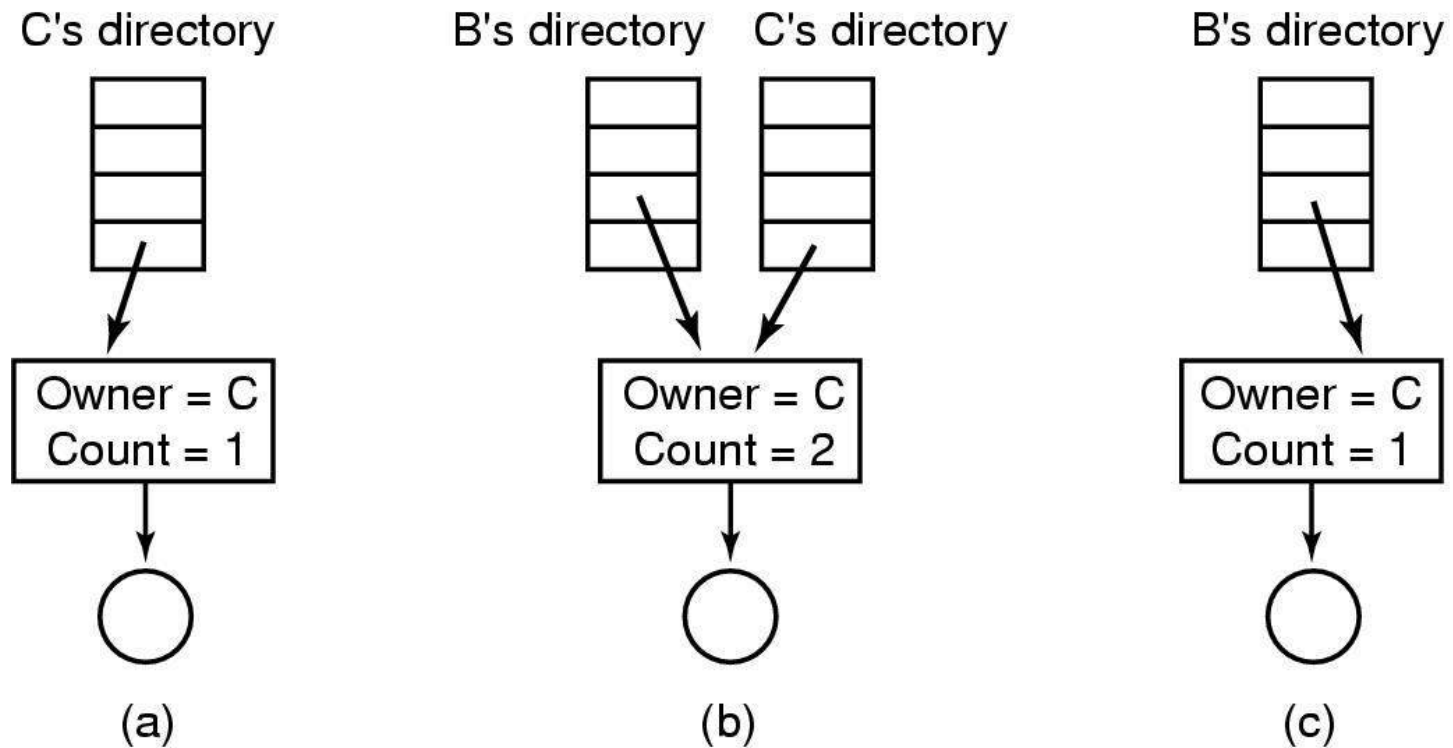 C's directory
B's directory
C's directory
B's directory
Owner = C
Count = 1
Owner = C
Count = 2
Owner = C
Count = 1
(a)
(b)
(c)